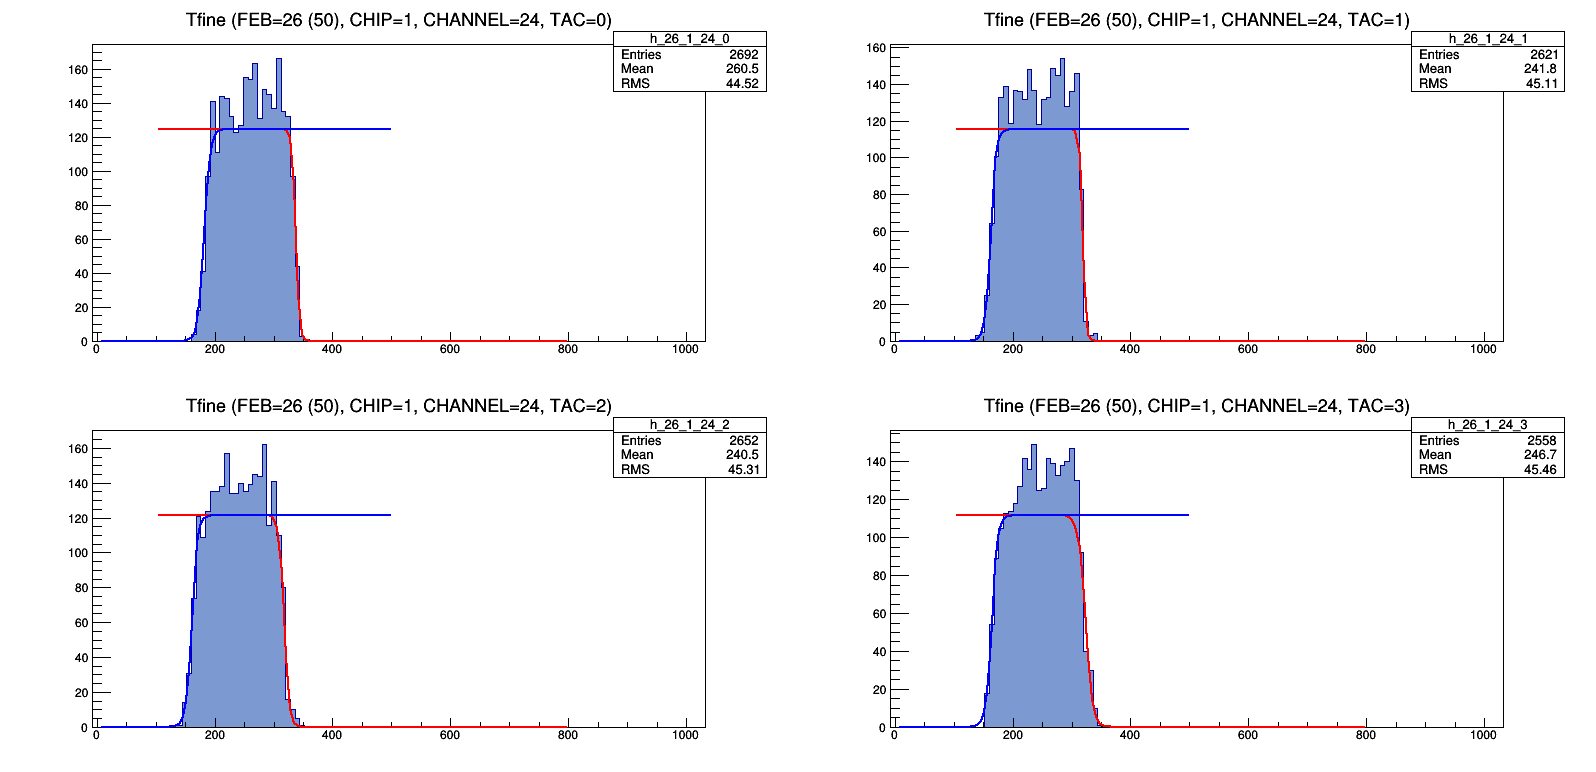 Tfine (FEB=26 (50), CHIP=1, CHANNEL=24, TAC=0)
h_26_1_24_0
Entries 2692
Mean 260.5
RMS 44.52
160
140
120
100
80
60
40
20
0
0 200 400 600 800 1000
Tfine (FEB=26 (50), CHIP=1, CHANNEL=24, TAC=1)
h_26_1_24_1
Entries 2621
Mean 241.8
RMS 45.11
160
140
120
100
80
60
40
20
0
0 200 400 600 800 1000
Tfine (FEB=26 (50), CHIP=1, CHANNEL=24, TAC=2)
h_26_1_24_2
Entries 2652
Mean 240.5
RMS 45.31
160
140
120
100
80
60
40
20
0
0 200 400 600 800 1000
Tfine (FEB=26 (50), CHIP=1, CHANNEL=24, TAC=3)
h_26_1_24_3
Entries 2558
Mean 246.7
RMS 45.46
140
120
100
80
60
40
20
0
0 200 400 600 800 1000